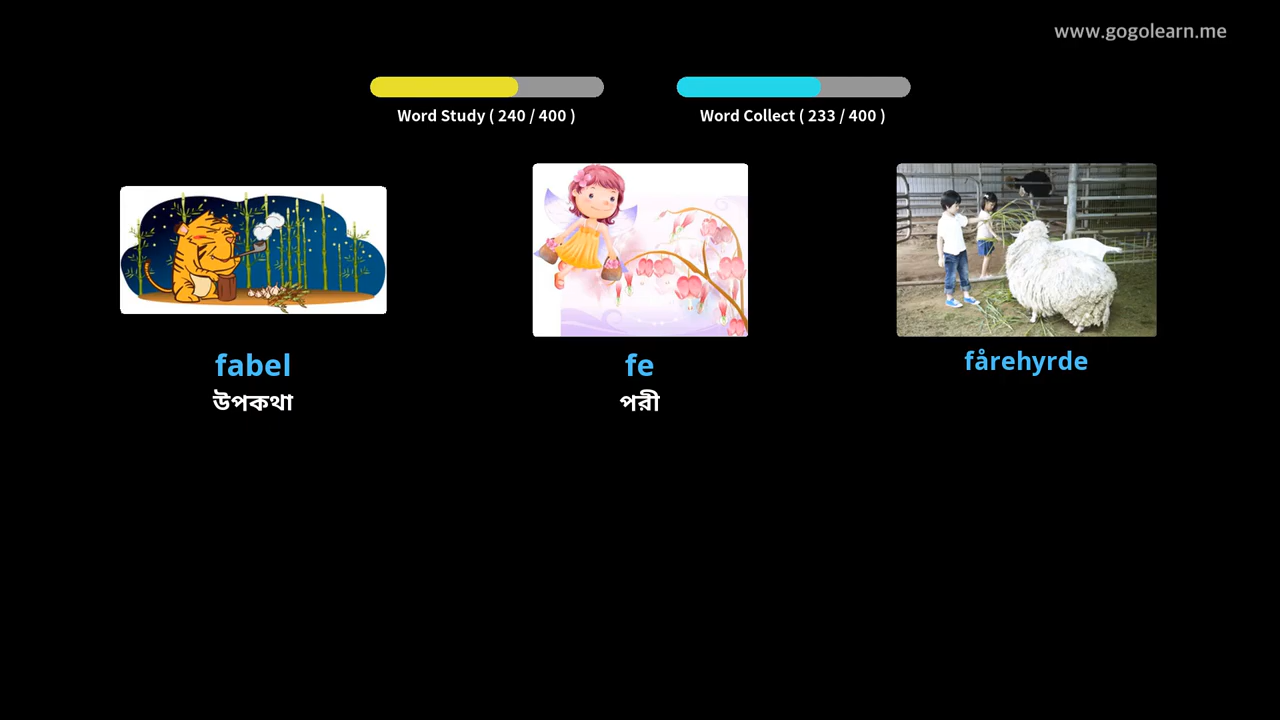 www.gogolearn.me
Word Study ( 240 / 400 )
Word Collect ( 233 / 400 )
fabel
উপকথা
fe
পরী
fårehyrde